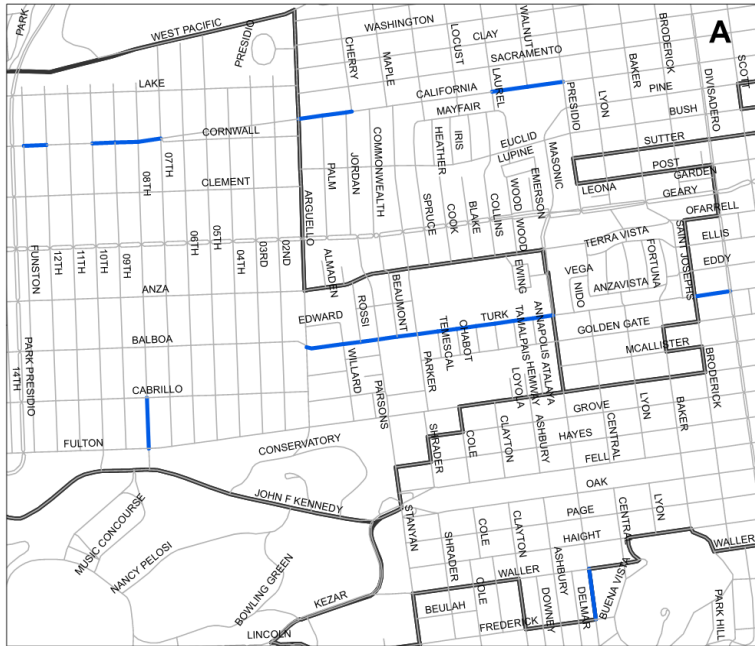 PARK
WEST PACIFIC
PRESIDIO
WASHINGTON
LOCUST
CLAY
WALNUT
BRODERICK
A
CHERRY
MAPLE
SACRAMENTO
BAKER
DIVISADERO
SCOTT
LAKE
CALIFORNIA
LAUREL
PRESIDIO
LYON
PINE
MAYFAIR
BUSH
CORNWALL
HEATHER
IRIS
EUCLID
LUPINE
MASONIC
SUTTER
07TH
08TH
CLEMENT
PALM
JORDAN
COMMONWEALTH
POST
GARDEN
LEONA
GEARY
ARGUELLO
SPRUCE
COOK
BLAKE
COLLINS
WOOD
WOOD
EMERSON
OFARRELL
FUNSTON
12TH
11TH
10TH
09TH
06TH
05TH
04TH
03RD
02ND
ALMADEN
TERRA VISTA
SAINT JOSEPHS
ELLIS
EDDY
FORTUNA
ANZA
ROSSI
BEAUMONT
EWING
VEGA
NIDO
ANZAVISTA
EDWARD
TURK
ANNAPOLIS
ATALAYA
GOLDEN GATE
BALBOA
TEMESCAL
CHABOT
TAMALPAIS
HEMWAY
LOYOLA
MCALLISTER
14TH
PARK PRESIDIO
WILLARD
PARKER
PARSONS
BRODERICK
CABRILLO
GROVE
LYON
BAKER
FULTON
CONSERVATORY
SHRADER
COLE
CLAYTON
ASHBURY
HAYES
CENTRAL
FELL
OAK
JOHN F KENNEDY
STANYAN
MUSIC CONCOURSE
PAGE
CENTRAL
LYON
SHRADER
COLE
CLAYTON
HAIGHT
NANCY PELOSI
BOWLING GREEN
ASHBURY
WALLER
WALLER
COLE
KEZAR
BEULAH
DOWNEY
DELMAR
BUENA VISTA
FREDERICK
LINCOLN
PARK HILL